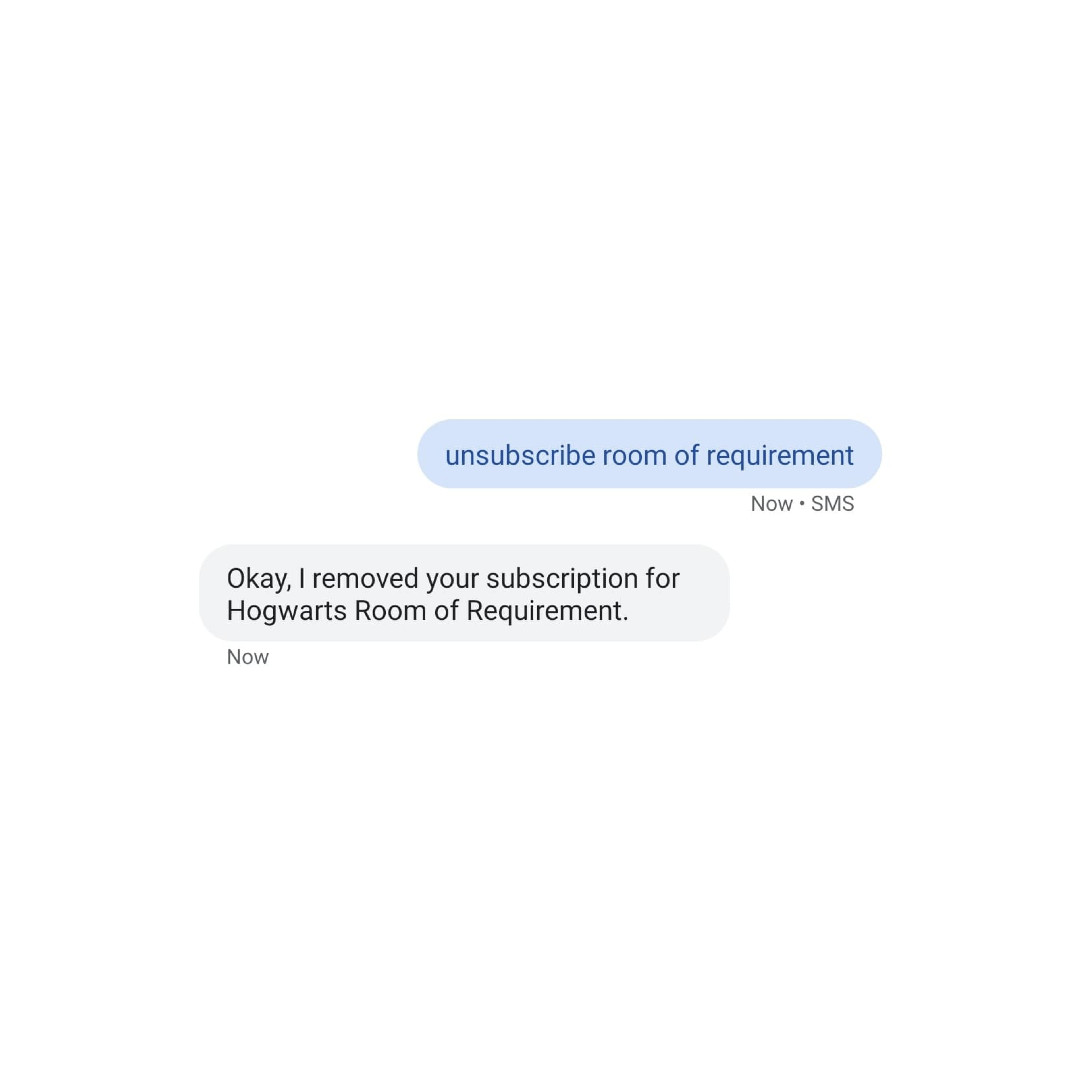 unsubscribe room of requirement
Now • SMS
Okay, I removed your subscription for
Hogwarts Room of Requirement.
Now